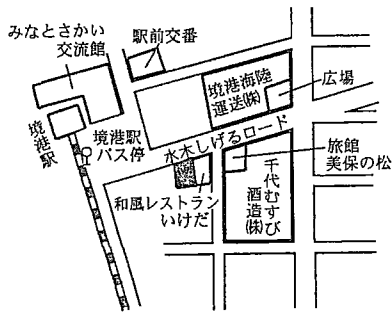 みなとさかい
交流館
駅前交番
境港海陸
運送㈱
広場
境港駅
境港駅
バス停
水木しげるロード
旅館
美保の松
千代むすび
酒造㈱
和風レストラン
いけだ